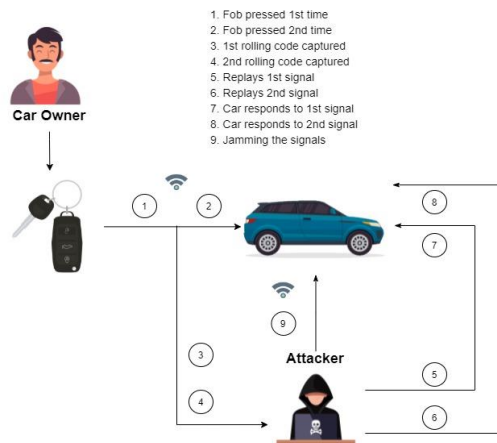 1. Fob pressed 1st time
2. Fob pressed 2nd time
3. 1st rolling code captured
4. 2nd rolling code captured
5. Replays 1st signal
6. Replays 2nd signal
7. Car responds to 1st signal
8. Car responds to 2nd signal
9. Jamming the signals
Car Owner
1
2
8
7
9
3
Attacker
5
4
6